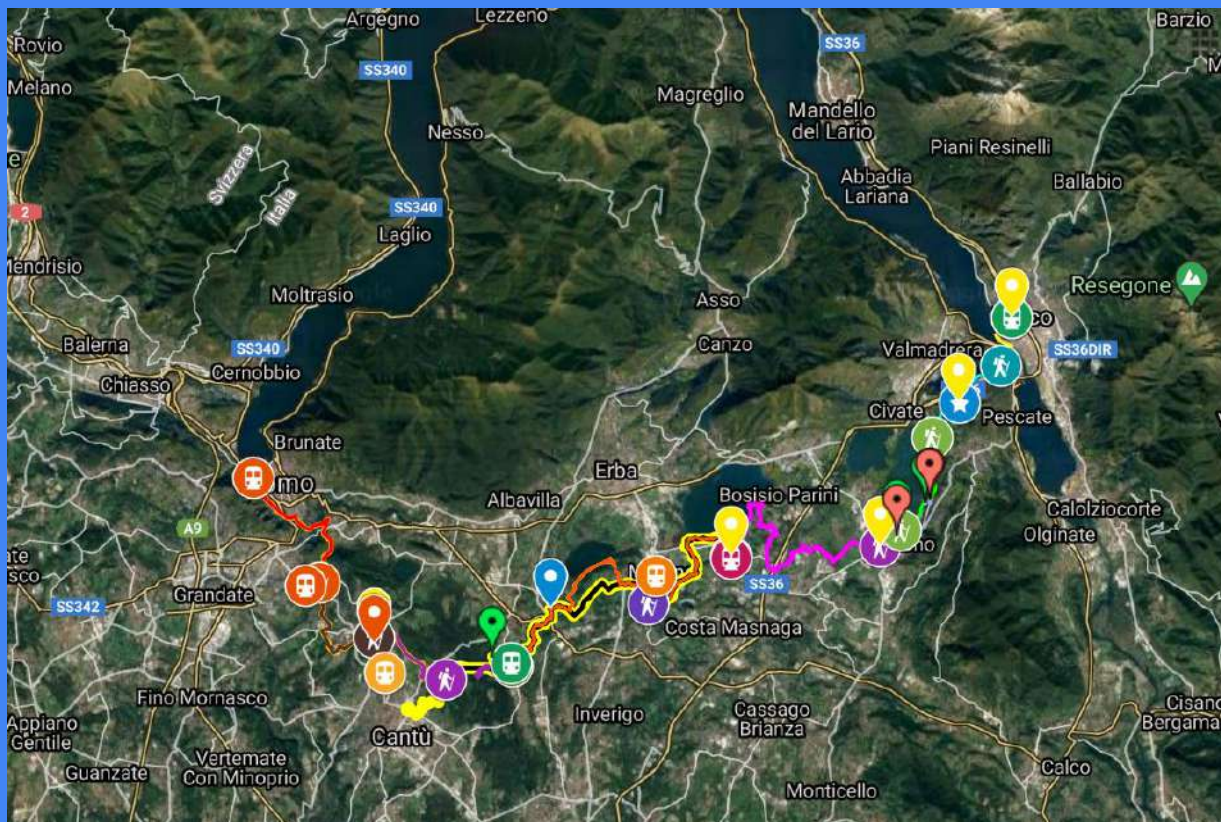 Argegno
Lezzeno
SS36
Barzio
Rovio
SS340
Melano
Magreglio
Mandello
del Lario
Nesso
Piani Resinelli
Svizzera
Italia
Abbadia
Lariana
Ballabio
2
SS340
Laglio
Mendrisio
Moltrasio
Asso
Resegone
Balerna
SS340
Canzo
Valmadrera
SS36DIR
Chiasso
Cernobbio
Civate
Pescate
Brunate
Erba
Albavilla
Bosisio Parini
Calolziocorte
A9
Olginate
SS342
Grandate
SS36
Costa Masnaga
Fino Mornasco
Inverigo
Cassago
Brianza
Appiano
Gentile
Cantù
Vertemate
Con Minoprio
Guanzate
Calco
Monticello